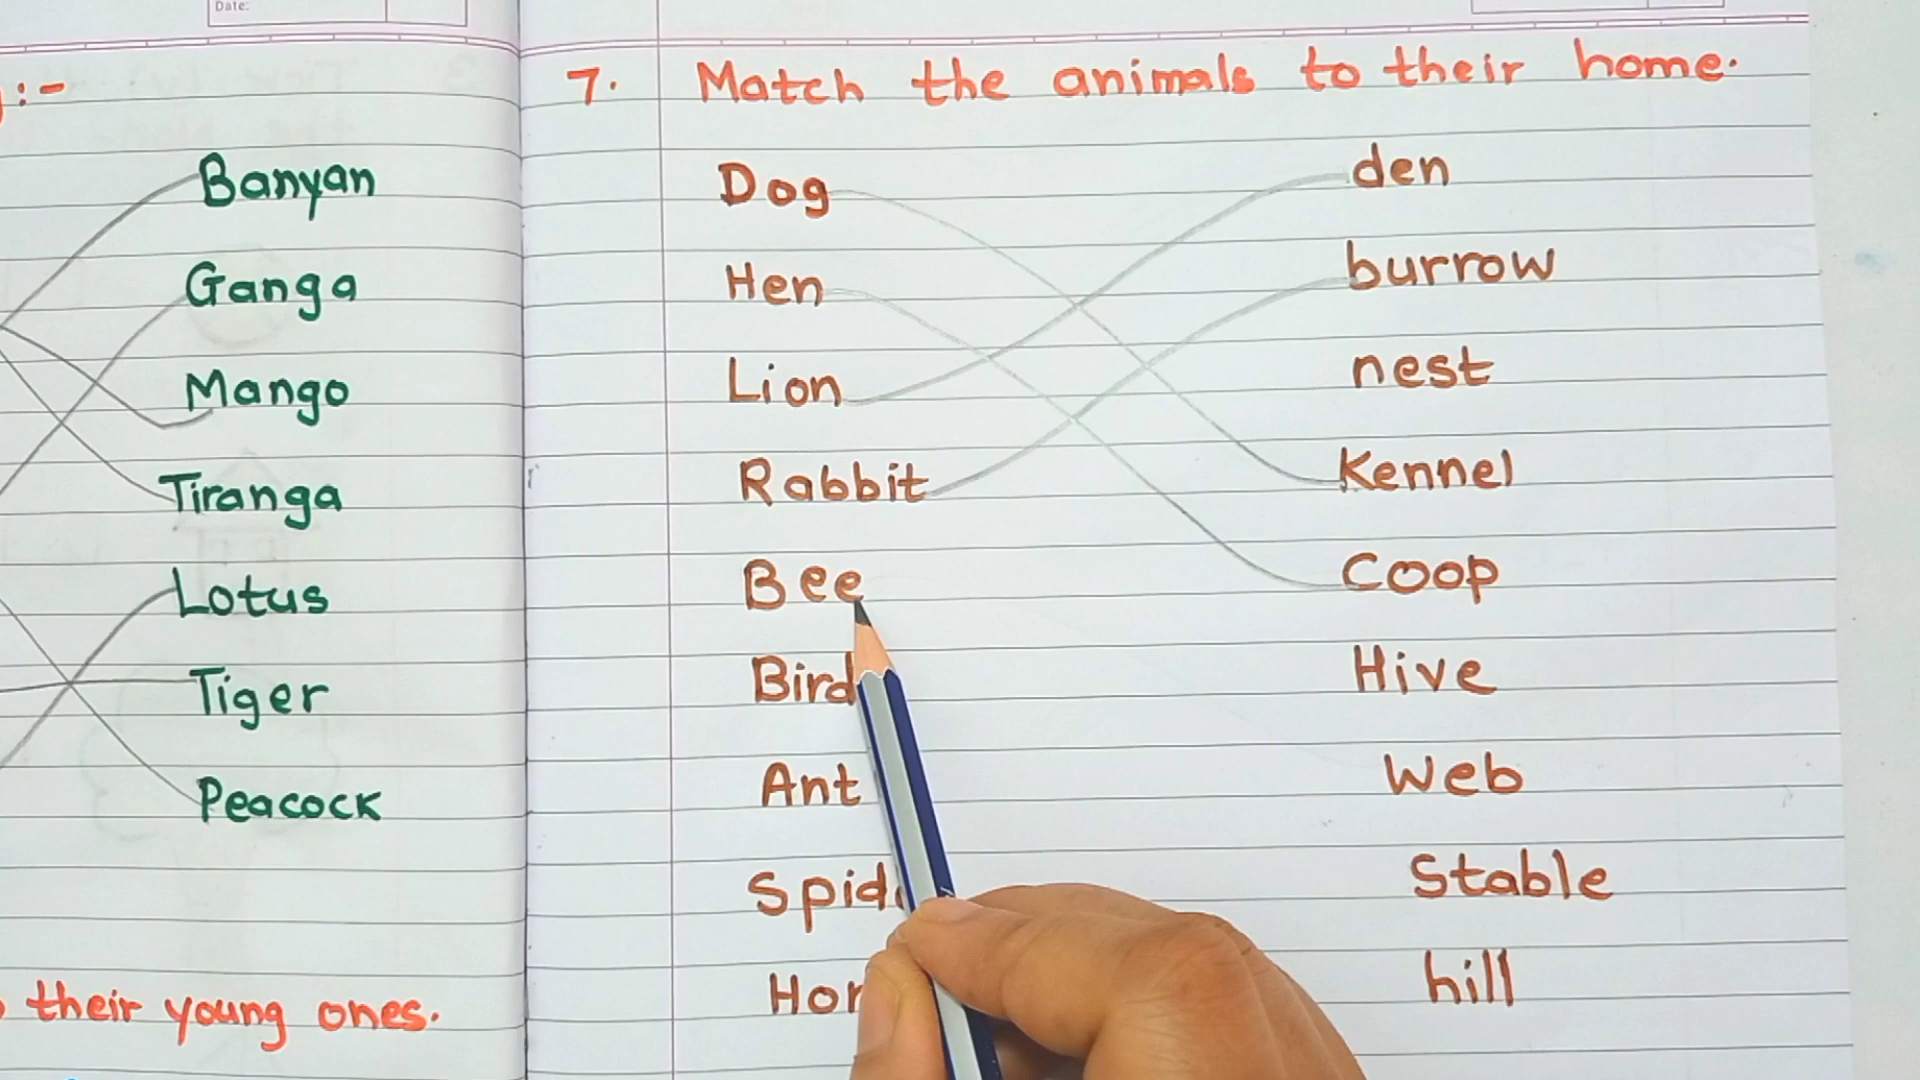 Date:
:-
Banyan
Ganga
Mango
Tiranga
Lotus
Tiger
Peacock
their young ones.
7. Match the animals to their home.
Dog den
Hen burrow
Lion nest
Rabbit Kennel
Bee Coop
Bird Hive
Ant Web
Stable
hill